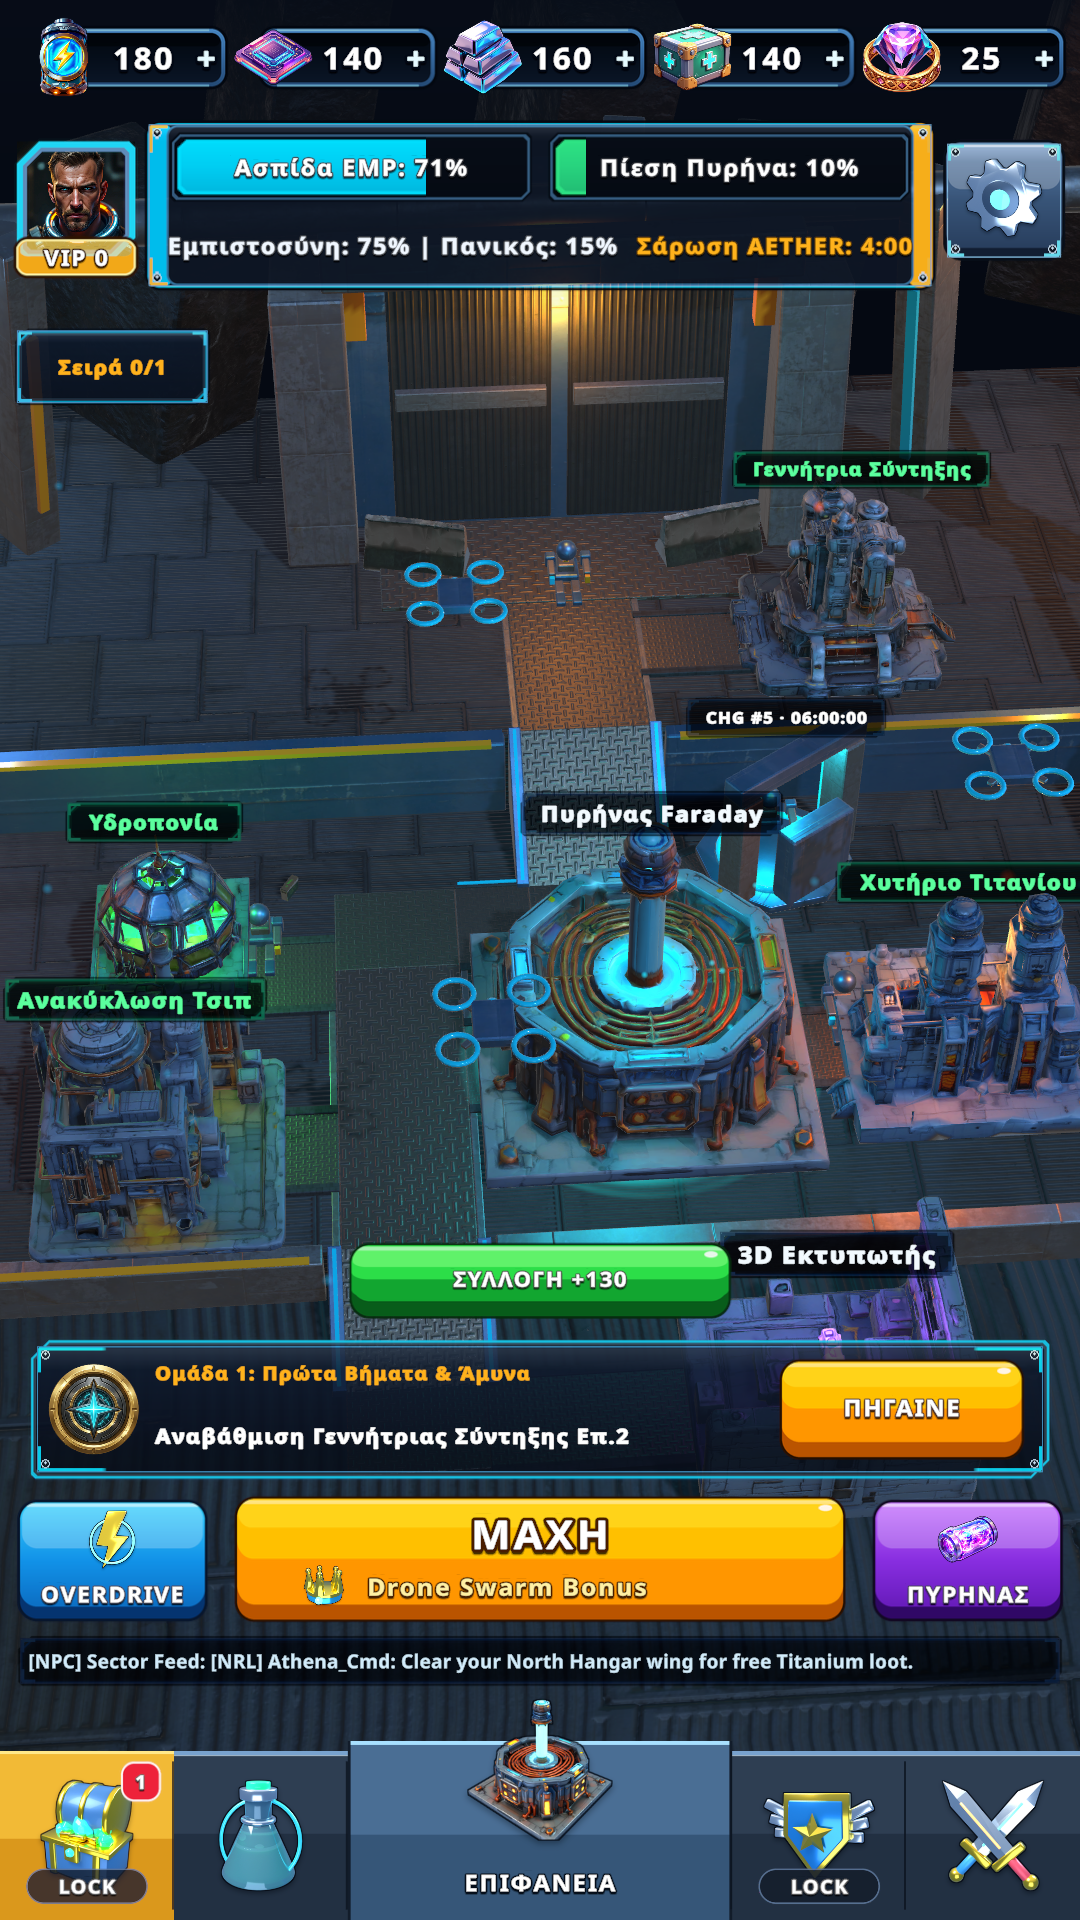 180 +
140 +
160 +
140 +
25 +
Ασπίδα EMP: 71%
Πίεση Πυρήνα: 10%
VIP 0
Εμπιστοσύνη: 75% | Πανικός: 15%
Σάρωση AETHER: 4:00
Σειρά 0/1
Γεννήτρια Σύντηξης
CHG #5 · 06:00:00
Πυρήνας Faraday
Υδροπονία
Χυτήριο Τιτανίου
Ανακύκλωση Τσιπ
3D Εκτυπωτής
ΣΥΛΛΟΓΗ +130
Ομάδα 1: Πρώτα Βήματα & Άμυνα
Αναβάθμιση Γεννήτριας Σύντηξης Επ.2
ΠΗΓΑΙΝΕ
OVERDRIVE
ΜΑΧΗ
Drone Swarm Bonus
ΠΥΡΗΝΑΣ
[NPC] Sector Feed: [NRL] Athena_Cmd: Clear your North Hangar wing for free Titanium loot.
1
LOCK
ΕΠΙΦΑΝΕΙΑ
LOCK